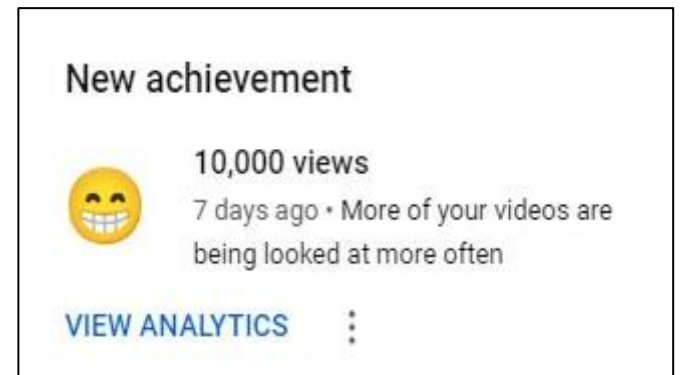 New achievement
10,000 views
7 days ago • More of your videos are
being looked at more often
VIEW ANALYTICS